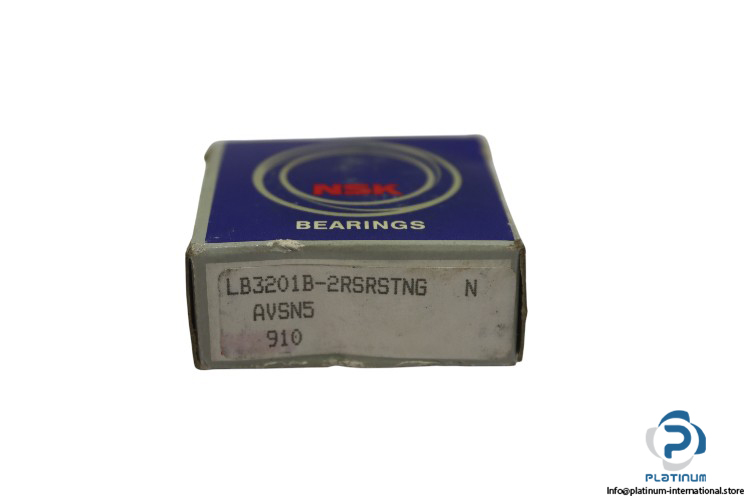 NSK
BEARINGS
LB3201B-2RSRSTNG N
AVSN5
910
PLATINUM
Info@platinum-international.store